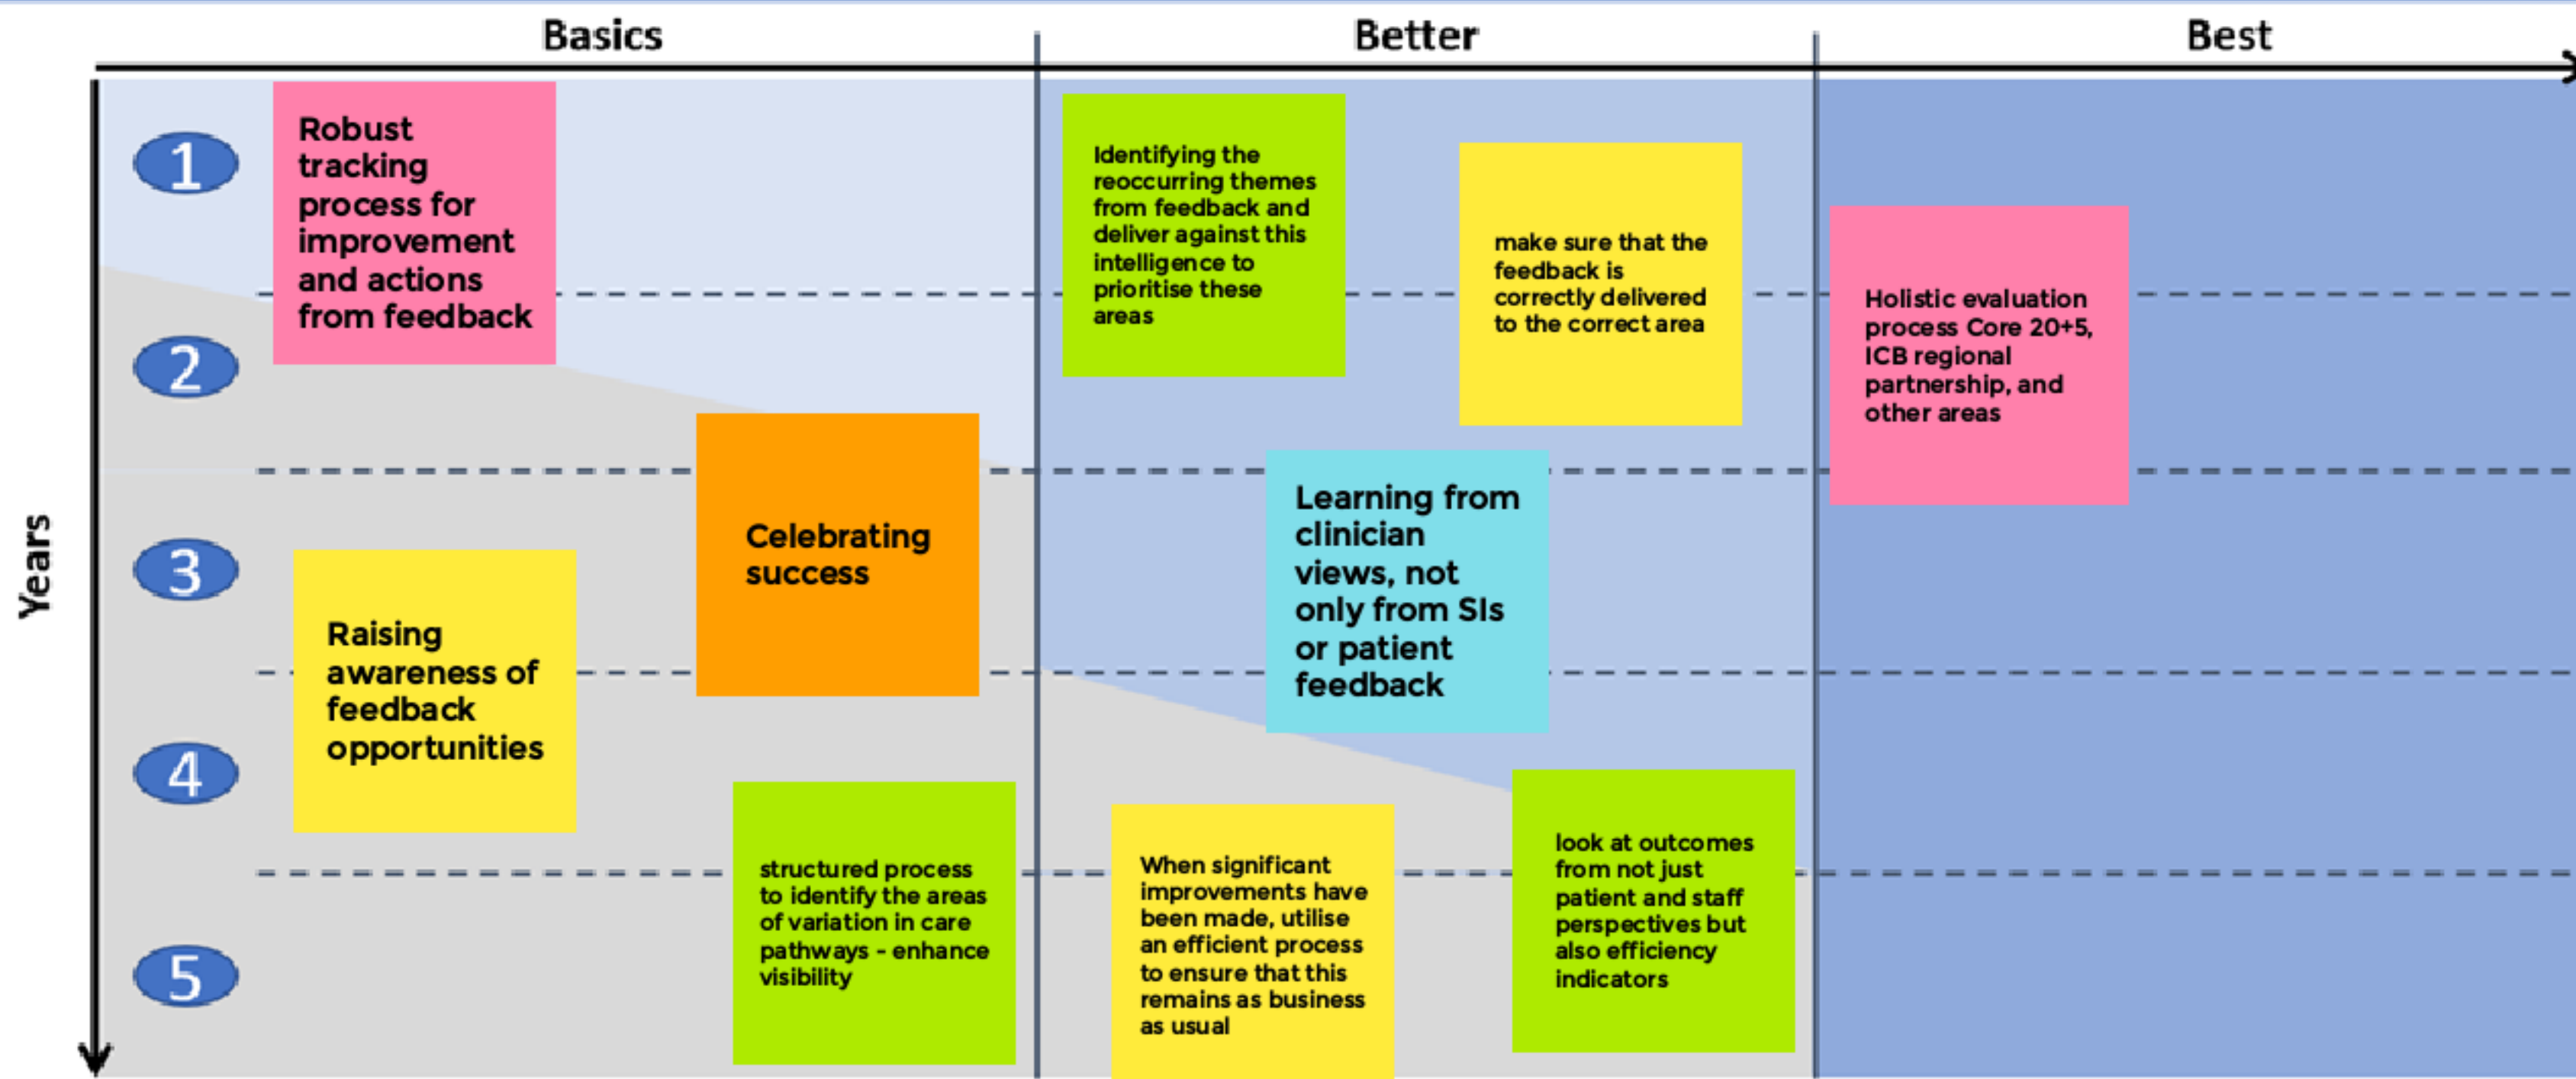 Basics
Better
Best
Years
1
2
3
4
5
Robust
tracking
process for
improvement
and actions
from feedback
Celebrating
success
Raising
awareness of
feedback
opportunities
structured process
to identify the areas
of variation in care
pathways - enhance
visibility
Identifying the
reoccurring themes
from feedback and
deliver against this
intelligence to
prioritise these
areas
make sure that the
feedback is
correctly delivered
to the correct area
Learning from
clinician
views, not
only from SIs
or patient
feedback
When significant
improvements have
been made, utilise
an efficient process
to ensure that this
remains as business
as usual
look at outcomes
from not just
patient and staff
perspectives but
also efficiency
indicators
Holistic evaluation
process Core 20+5,
ICB regional
partnership, and
other areas